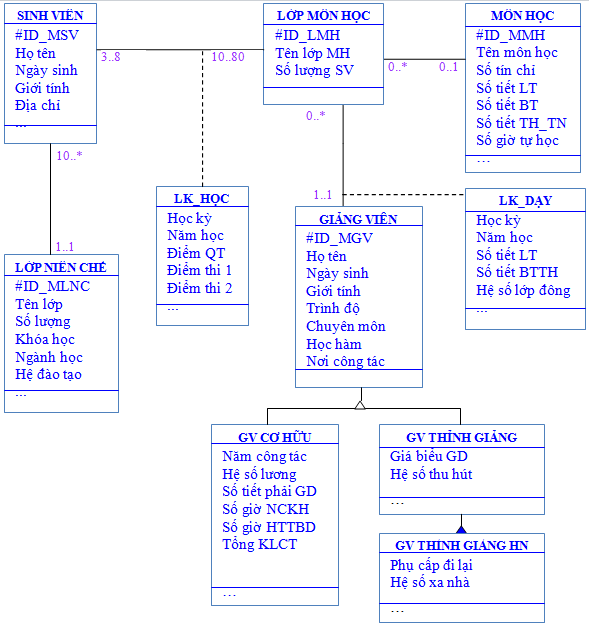 SINH VIÊN
#ID_MSV
Họ tên
Ngày sinh
Giới tính
Địa chỉ
...
3..8
10..80
LỚP MÔN HỌC
#ID_LMH
Tên lớp MH
Số lượng SV
0..*
0..1
MÔN HỌC
#ID_MMH
Tên môn học
Số tín chỉ
Số tiết LT
Số tiết BT
Số tiết TH_TN
Số giờ tự học
...
10..*
1..1
0..*
1..1
LK_HỌC
Học kỳ
Năm học
Điểm QT
Điểm thi 1
Điểm thi 2
...
LK_DẠY
Học kỳ
Năm học
Số tiết LT
Số tiết BTTH
Hệ số lớp đông
...
GIẢNG VIÊN
#ID_MGV
Họ tên
Ngày sinh
Giới tính
Trình độ
Chuyên môn
Học hàm
Nơi công tác
LỚP NIÊN CHẾ
#ID_MLNC
Tên lớp
Số lượng
Khóa học
Ngành học
Hệ đào tạo
...
GV CƠ HỮU
Năm công tác
Hệ số lương
Số tiết phải GD
Số giờ NCKH
Số giờ HTTBD
Tổng KLCT
...
GV THỈNH GIẢNG
Giá biểu GD
Hệ số thu hút
...
GV THỈNH GIẢNG HN
Phụ cấp đi lại
Hệ số xa nhà
...